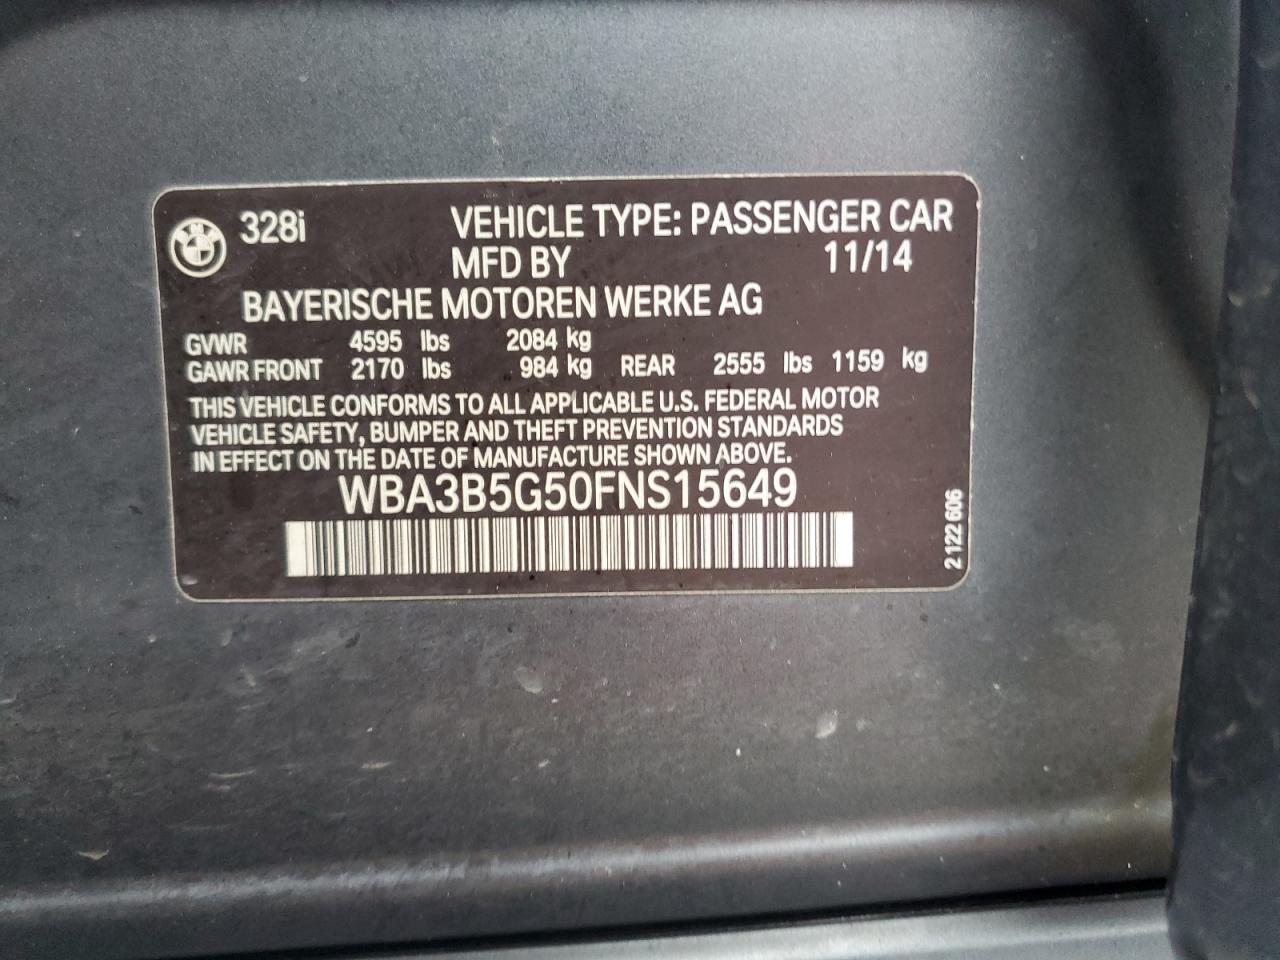 328i VEHICLE TYPE: PASSENGER CAR
MFD BY 11/14
BAYERISCHE MOTOREN WERKE AG
GVWR 4595 lbs 2084 kg
GAWR FRONT 2170 lbs 984 kg REAR 2555 lbs 1159 kg
THIS VEHICLE CONFORMS TO ALL APPLICABLE U.S. FEDERAL MOTOR
VEHICLE SAFETY, BUMPER AND THEFT PREVENTION STANDARDS
IN EFFECT ON THE DATE OF MANUFACTURE SHOWN ABOVE.
WBA3B5G50FNS15649
2 122 606